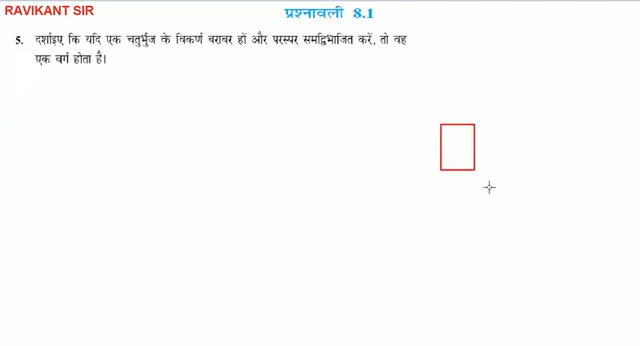 RAVIKANT SIR
प्रश्नावली 8.1
5. दर्शाइए कि यदि एक चतुर्भुज के विकर्ण बराबर हों और परस्पर समद्विभाजित करें, तो वह
एक वर्ग होता है।